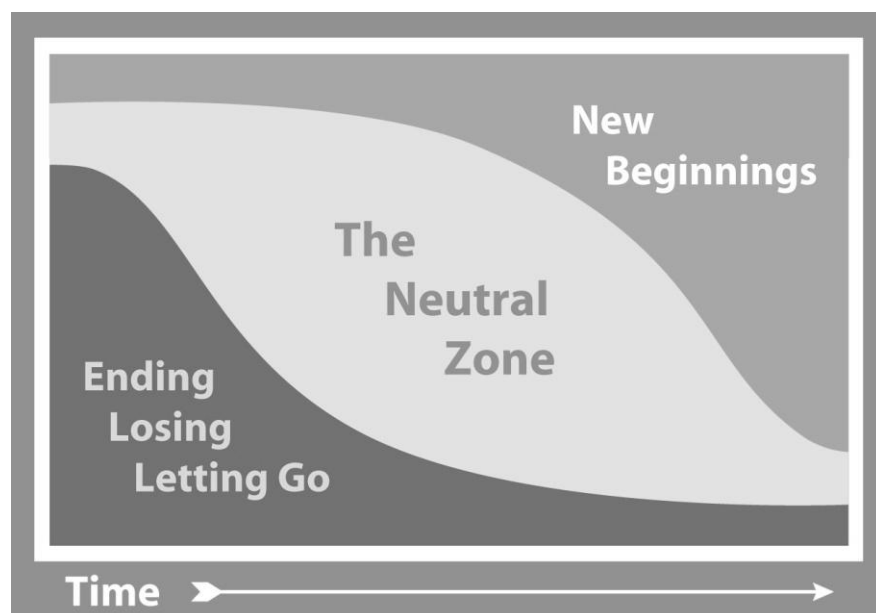 New
Beginnings
The
Neutral
Zone
Ending
Losing
Letting Go
Time